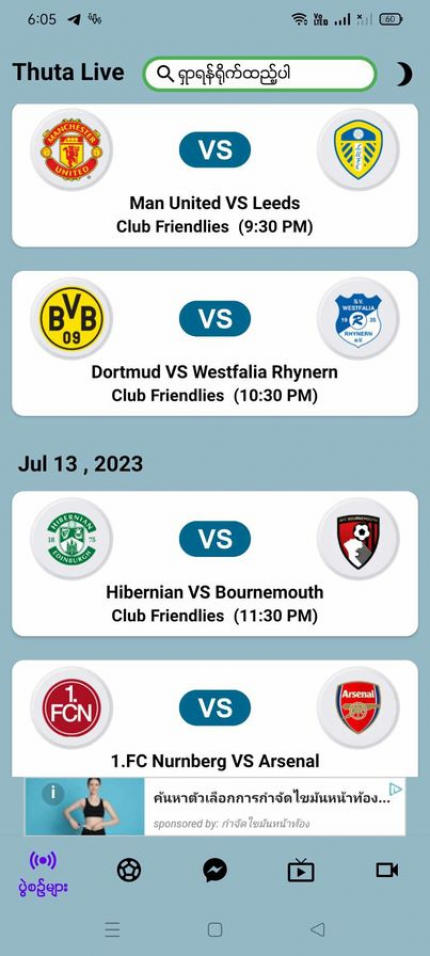 6:05
Vo
LTE
60
Thuta Live
ရှာရန်ရိုက်ထည့်ပါ
MANCHESTER
UNITED
VS
Man United VS Leeds
Club Friendlies (9:30 PM)
BVB
09
VS
S.V.
WESTFALIA
19 R 35
RHYNERN
e.V.
Dortmud VS Westfalia Rhynern
Club Friendlies (10:30 PM)
Jul 13 , 2023
HIBERNIAN
18 75
EDINBURGH
VS
Hibernian VS Bournemouth
Club Friendlies (11:30 PM)
1.
FCN
VS
Arsenal
1.FC Nurnberg VS Arsenal
ค้นหาตัวเลือกการกำจัดไขมันหน้าท้อง...
sponsored by: กำจัดไขมันหน้าท้อง
ပွဲစဥ်များ